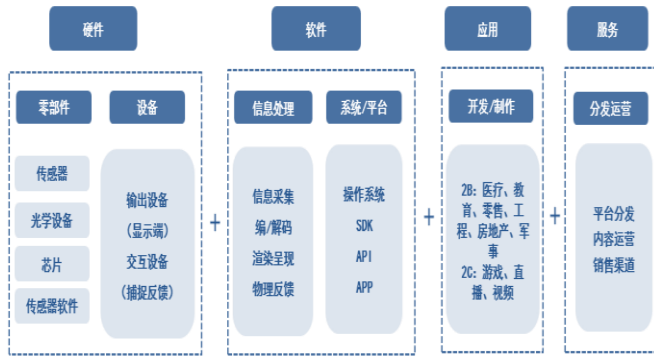 硬件
软件
应用
服务
零部件
设备
信息处理
系统/平台
开发/制作
分发运营
传感器
光学设备
芯片
传感器软件
输出设备
(显示端)
交互设备
(捕捉反馈)
+
信息采集
编/解码
渲染呈现
物理反馈
操作系统
SDK
API
APP
+
2B: 医疗、教
育、零售、工
程、房地产、军
事
2C: 游戏、直
播、视频
+
平台分发
内容运营
销售渠道